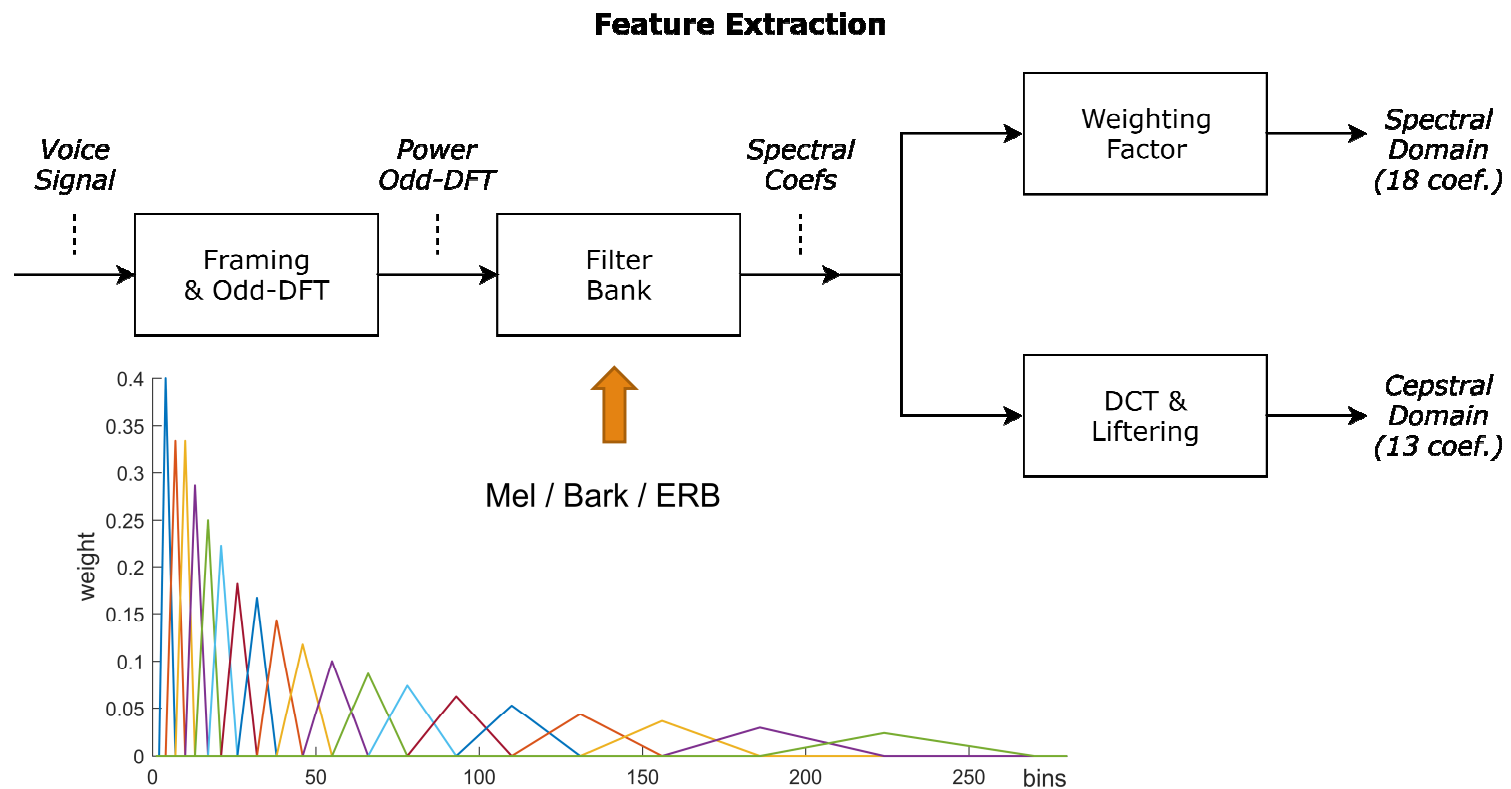 Feature Extraction
Voice
Signal
Power
Odd-DFT
Spectral
Coefs
Weighting
Factor
Spectral
Domain
(18 coef.)
Framing
& Odd-DFT
Filter
Bank
DCT &
Liftering
Cepstral
Domain
(13 coef.)
Mel / Bark / ERB
0.4
0.35
0.3
0.25
0.2
0.15
0.1
0.05
0
weight
0
50
100
150
200
250
bins